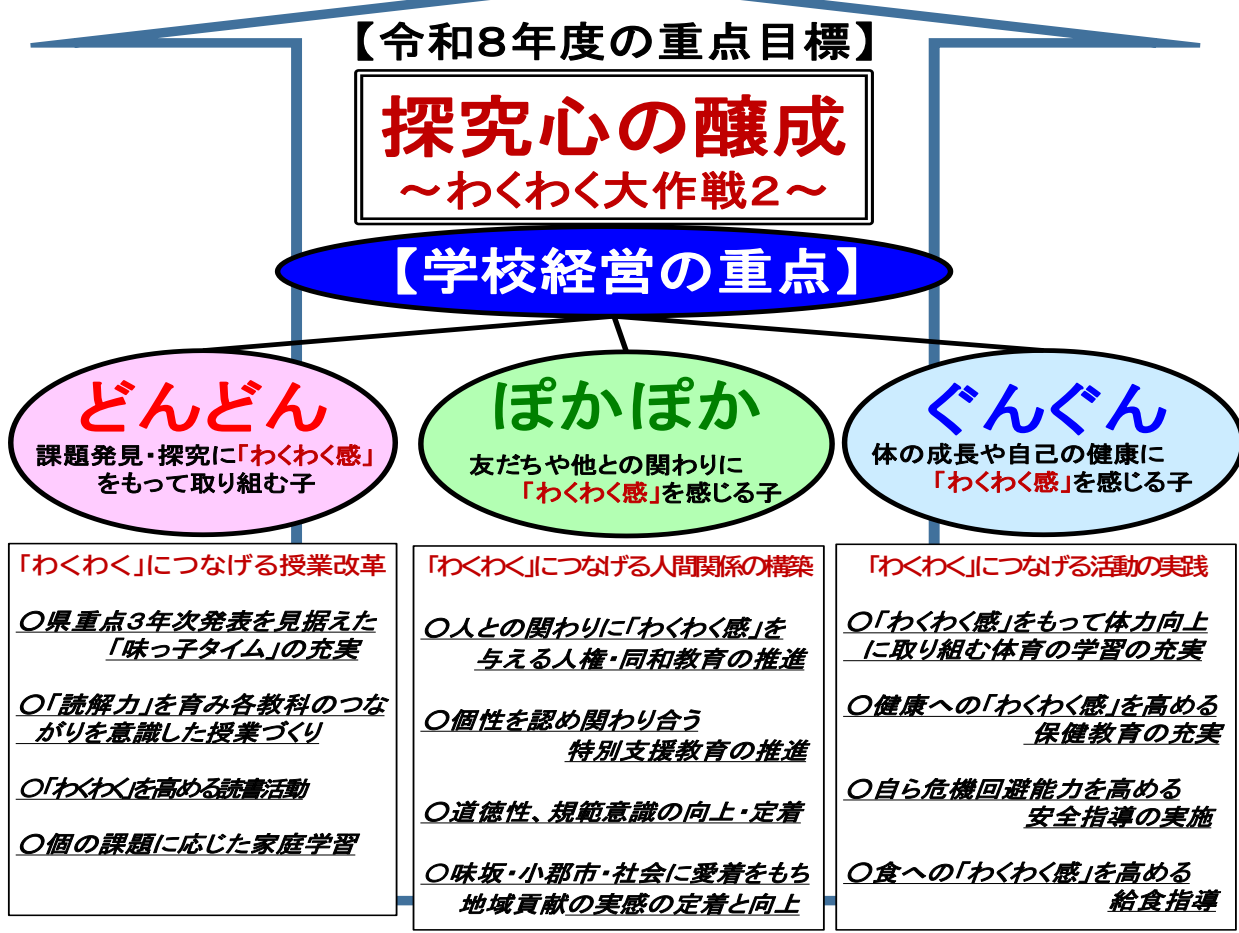 【令和8年度の重点目標】
探究心の醸成
～わくわく大作戦2～
【学校経営の重点】
どんどん
課題発見・探究に「わくわく感」
をもって取り組む子
ぽかぽか
友だちや他との関わりに
「わくわく感」を感じる子
ぐんぐん
体の成長や自己の健康に
「わくわく感」を感じる子
「わくわく」につなげる授業改革
○県重点3年次発表を見据えた
「味っ子タイム」の充実
○「読解力」を育み各教科のつな
がりを意識した授業づくり
○「わくわく」を高める読書活動
○個の課題に応じた家庭学習
「わくわく」につなげる人間関係の構築
○人との関わりに「わくわく感」を
与える人権・同和教育の推進
○個性を認め関わり合う
特別支援教育の推進
○道徳性、規範意識の向上・定着
○味坂・小郡市・社会に愛着をもち
地域貢献の実感の定着と向上
「わくわく」につなげる活動の実践
○「わくわく感」をもって体力向上
に取り組む体育の学習の充実
○健康への「わくわく感」を高める
保健教育の充実
○自ら危機回避能力を高める
安全指導の実施
○食への「わくわく感」を高める
給食指導